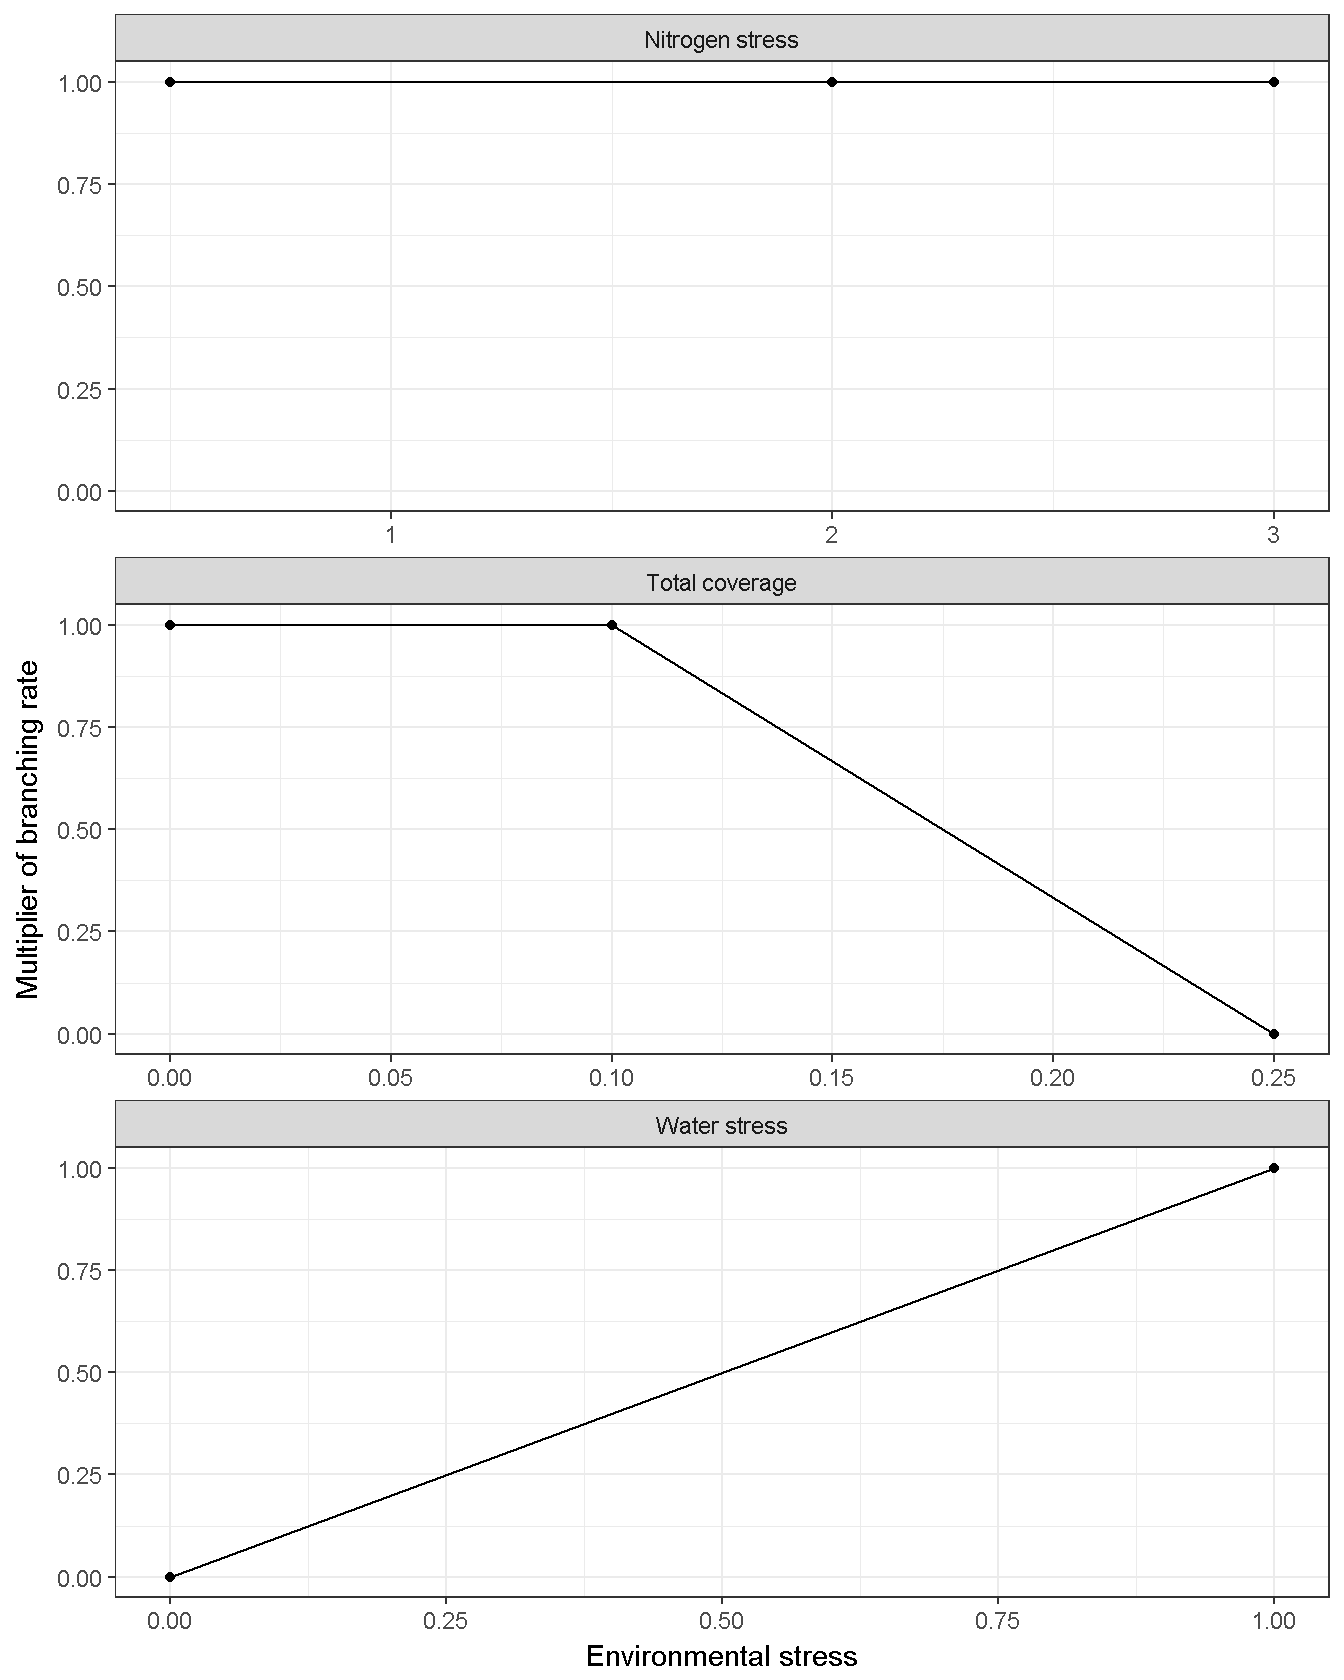 Nitrogen stress
1.00
0.75
0.50
0.25
0.00
1 2 3
Total coverage
1.00
0.75
0.50
0.25
0.00
0.00 0.05 0.10 0.15 0.20 0.25
Multiplier of branching rate
Water stress
1.00
0.75
0.50
0.25
0.00
0.00 0.25 0.50 0.75 1.00
Environmental stress